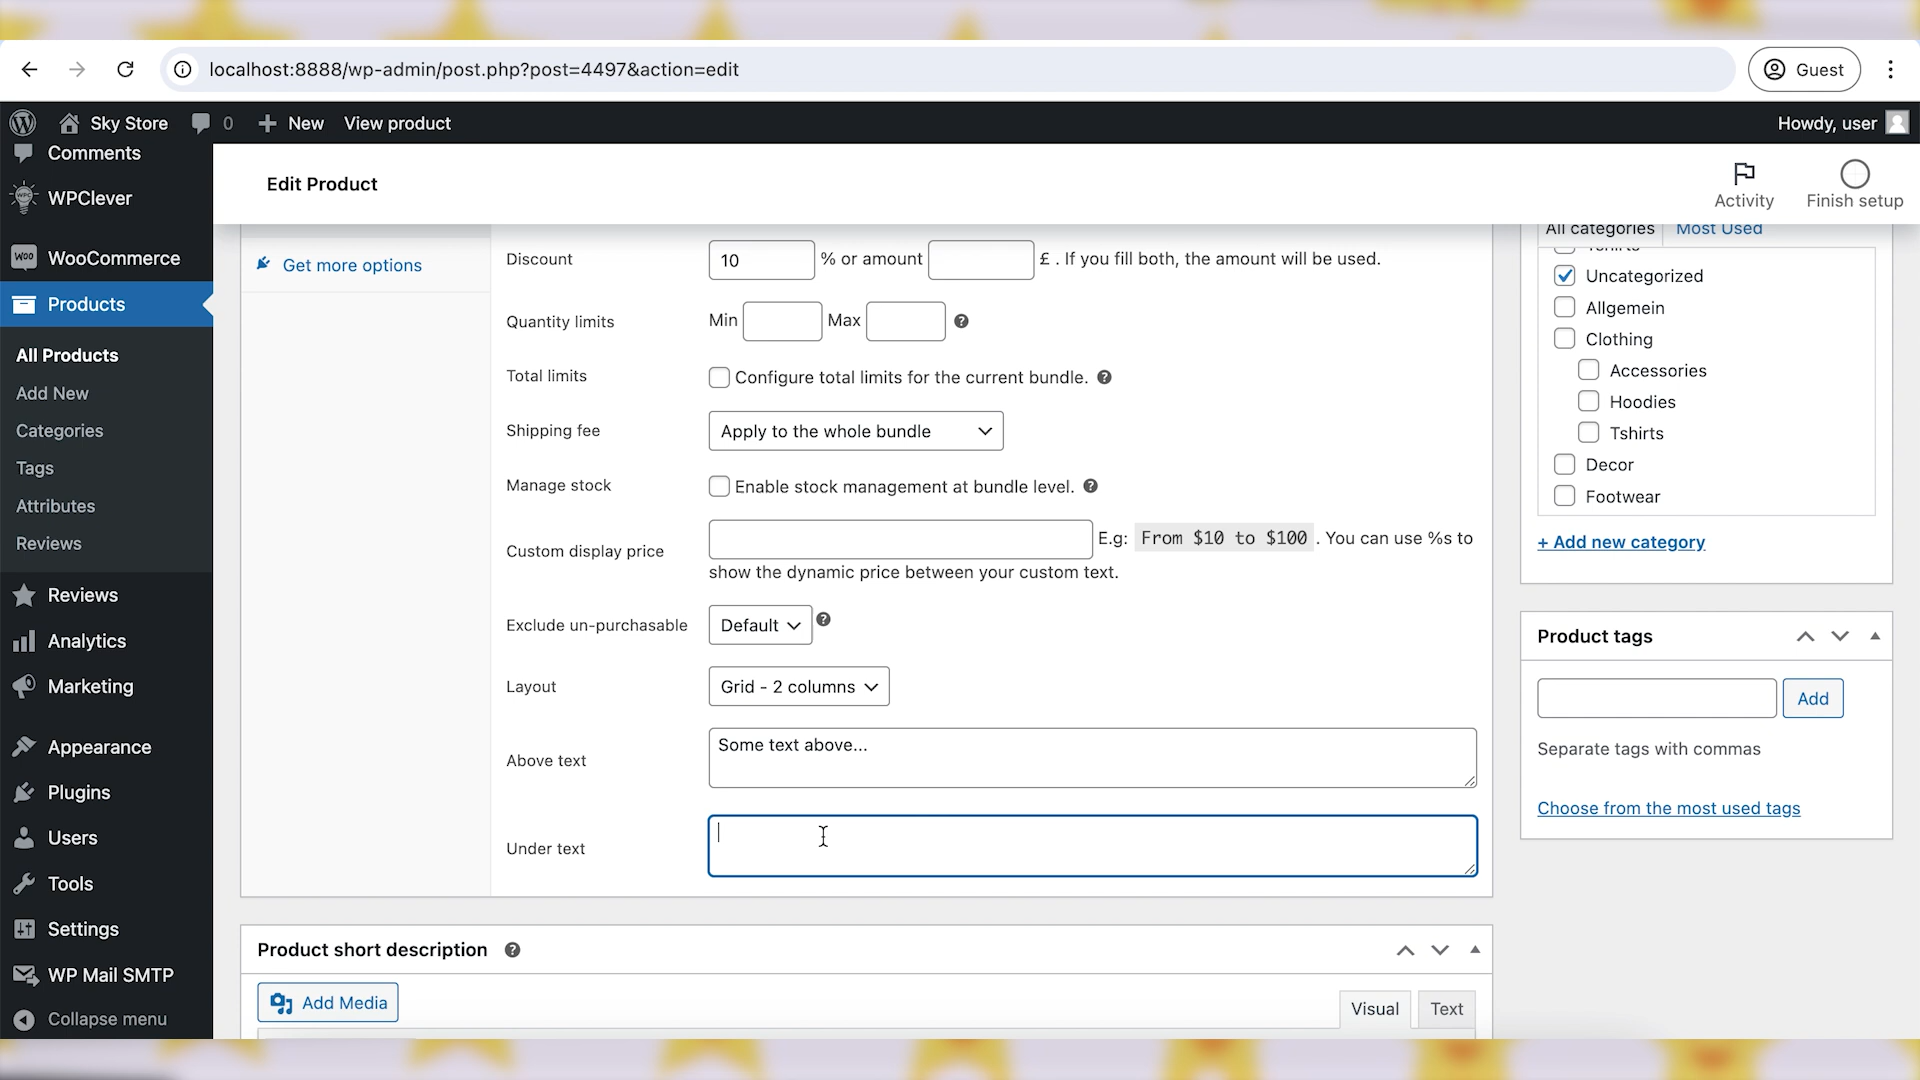 localhost:8888/wp-admin/post.php?post=4497&action=edit
Guest
Sky Store
0
New
View product
Howdy, user
Comments
WPClever
WooCommerce
Products
All Products
Add New
Categories
Tags
Attributes
Reviews
Reviews
Analytics
Marketing
Appearance
Plugins
Users
Tools
Settings
WP Mail SMTP
Collapse menu
Edit Product
Activity
Finish setup
Get more options
Discount
10
% or amount
£ . If you fill both, the amount will be used.
Quantity limits
Min
Max
Total limits
Configure total limits for the current bundle.
Shipping fee
Apply to the whole bundle
Manage stock
Enable stock management at bundle level.
Custom display price
E.g: From $10 to $100 . You can use %s to
show the dynamic price between your custom text.
Exclude un-purchasable
Default
Layout
Grid - 2 columns
Above text
Some text above...
Under text
Product short description
Add Media
Visual
Text
All categories
Most Used
Tshirts
Uncategorized
Allgemein
Clothing
Accessories
Hoodies
Tshirts
Decor
Footwear
+ Add new category
Product tags
Add
Separate tags with commas
Choose from the most used tags